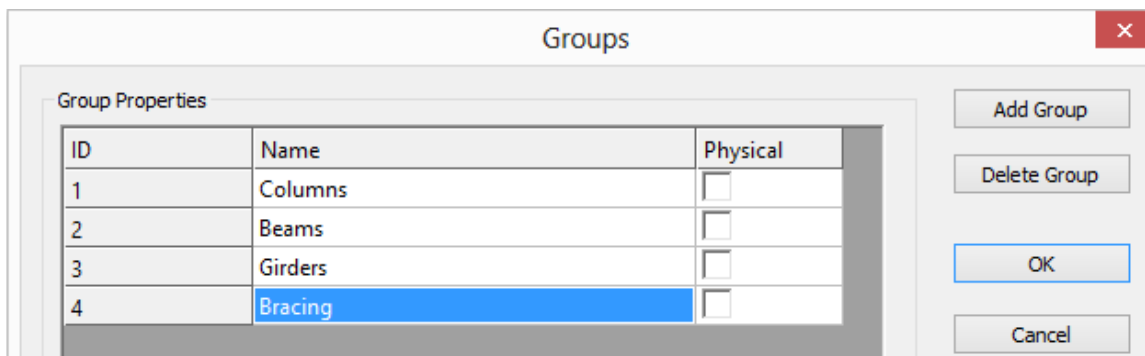 Groups
Group Properties
Add Group
ID Name Physical
Delete Group
1 Columns
2 Beams
3 Girders
OK
4 Bracing
Cancel